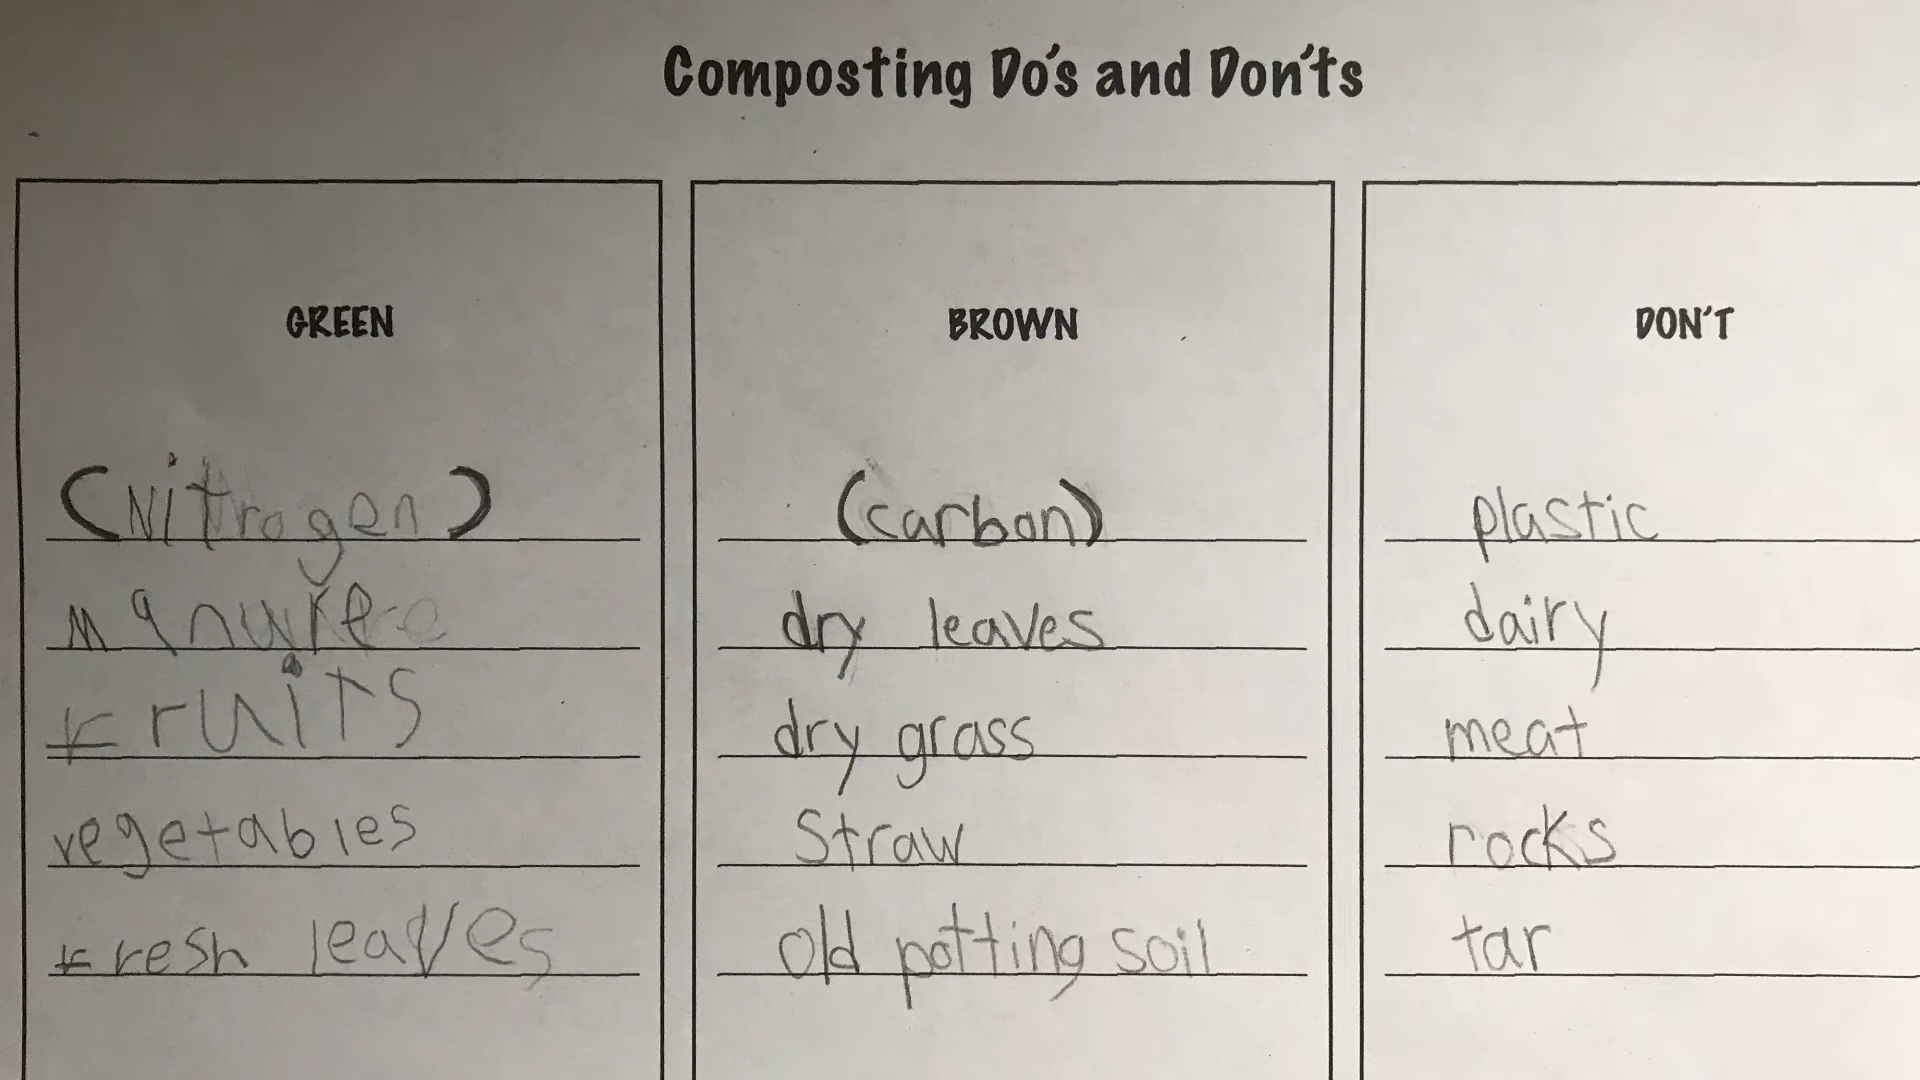 Composting Do's and Don'ts
GREEN
(Nitrogen)
manure
Fruits
vegetables
Fresh leaves
BROWN
(carbon)
dry leaves
dry grass
Straw
old potting soil
DON'T
plastic
dairy
meat
rocks
tar